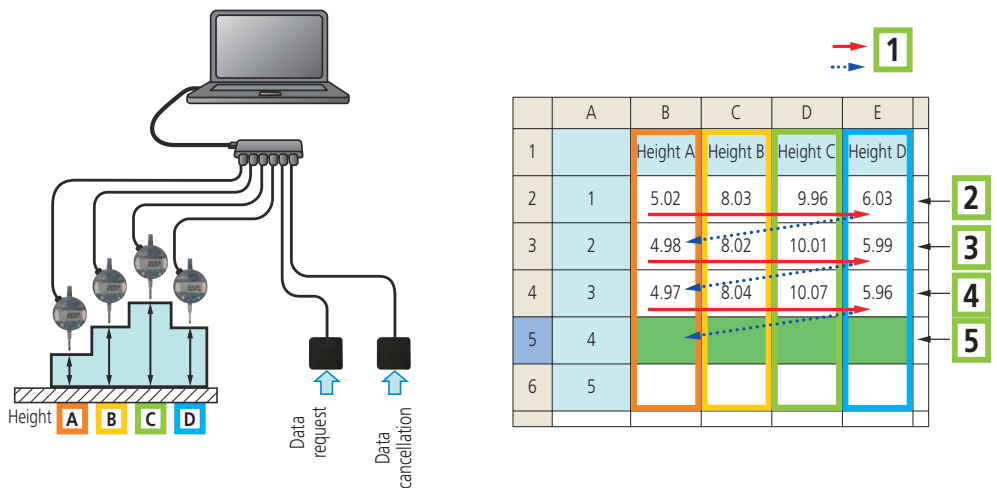 1
A B C D E
1 Height A Height B Height C Height D
2 1 5.02 8.03 9.96 6.03 2
3 2 4.98 8.02 10.01 5.99 3
4 3 4.97 8.04 10.07 5.96 4
5 4 5
6 5
Height A B C D
Data
request
Data
cancellation